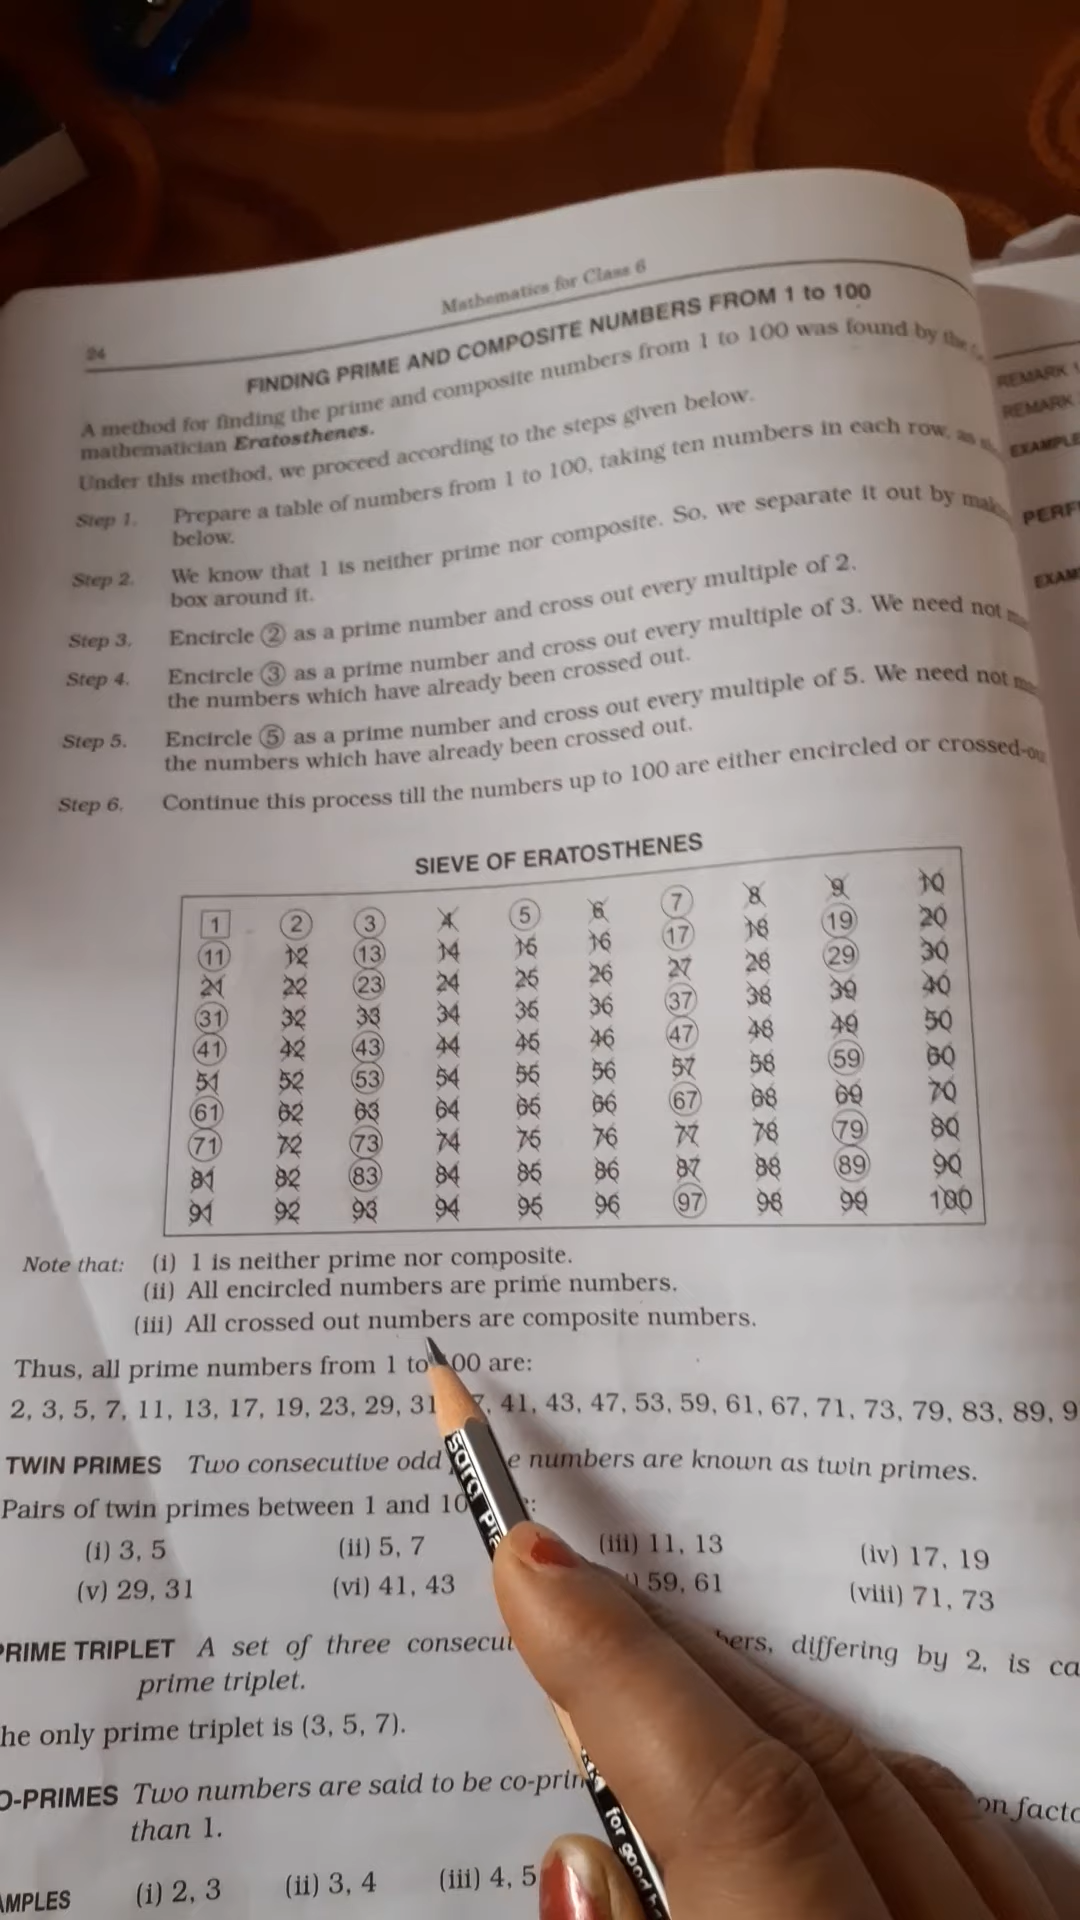 Mathematics for Class 6
24
FINDING PRIME AND COMPOSITE NUMBERS FROM 1 to 100
A method for finding the prime and composite numbers from 1 to 100 was found by the
mathematician Eratosthenes.
Under this method, we proceed according to the steps given below.
Step 1. Prepare a table of numbers from 1 to 100, taking ten numbers in each row, as
below.
Step 2. We know that 1 is neither prime nor composite. So, we separate it out by
box around it.
Step 3. Encircle 2 as a prime number and cross out every multiple of 2.
Step 4. Encircle 3 as a prime number and cross out every multiple of 3. We need not
the numbers which have already been crossed out.
Step 5. Encircle 5 as a prime number and cross out every multiple of 5. We need not
the numbers which have already been crossed out.
Step 6. Continue this process till the numbers up to 100 are either encircled or crossed-ou
SIEVE OF ERATOSTHENES
1 2 3 4 5 6 7 8 9 10
11 12 13 14 15 16 17 18 19 20
21 22 23 24 25 26 27 28 29 30
31 32 33 34 35 36 37 38 39 40
41 42 43 44 45 46 47 48 49 50
51 52 53 54 55 56 57 58 59 60
61 62 63 64 65 66 67 68 69 70
71 72 73 74 75 76 77 78 79 80
81 82 83 84 85 86 87 88 89 90
91 92 93 94 95 96 97 98 99 100
Note that: (i) 1 is neither prime nor composite.
(ii) All encircled numbers are prime numbers.
(iii) All crossed out numbers are composite numbers.
Thus, all prime numbers from 1 to 00 are:
2, 3, 5, 7, 11, 13, 17, 19, 23, 29, 31 7, 41, 43, 47, 53, 59, 61, 67, 71, 73, 79, 83, 89, 9
TWIN PRIMES Two consecutive odd e numbers are known as twin primes.
Pairs of twin primes between 1 and 10 :
(i) 3, 5 (ii) 5, 7 (iii) 11, 13 (iv) 17, 19
(v) 29, 31 (vi) 41, 43 ) 59, 61 (viii) 71, 73
PRIME TRIPLET A set of three consecut bers, differing by 2, is ca
prime triplet.
he only prime triplet is (3, 5, 7).
O-PRIMES Two numbers are said to be co-prin on facto
than 1.
AMPLES (i) 2, 3 (ii) 3, 4 (iii) 4, 5
REMARK
REMARK
EXAMPLE
PERF
EXAM
sara Pla
for good h